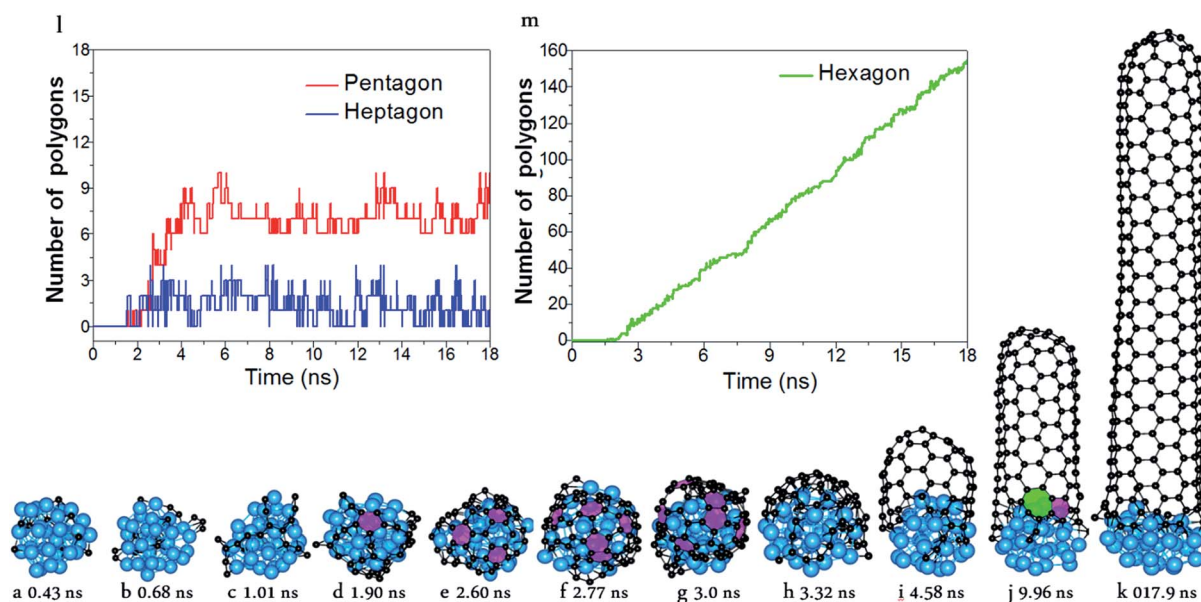 l
18
15
12
9
6
3
0
Number of polygons
Pentagon
Heptagon
0 2 4 6 8 10 12 14 16 18
Time (ns)
m
160
140
120
100
80
60
40
20
0
Number of polygons
Hexagon
0 3 6 9 12 15 18
Time (ns)
a 0.43 ns b 0.68 ns c 1.01 ns d 1.90 ns e 2.60 ns f 2.77 ns g 3.0 ns h 3.32 ns i 4.58 ns j 9.96 ns k 017.9 ns